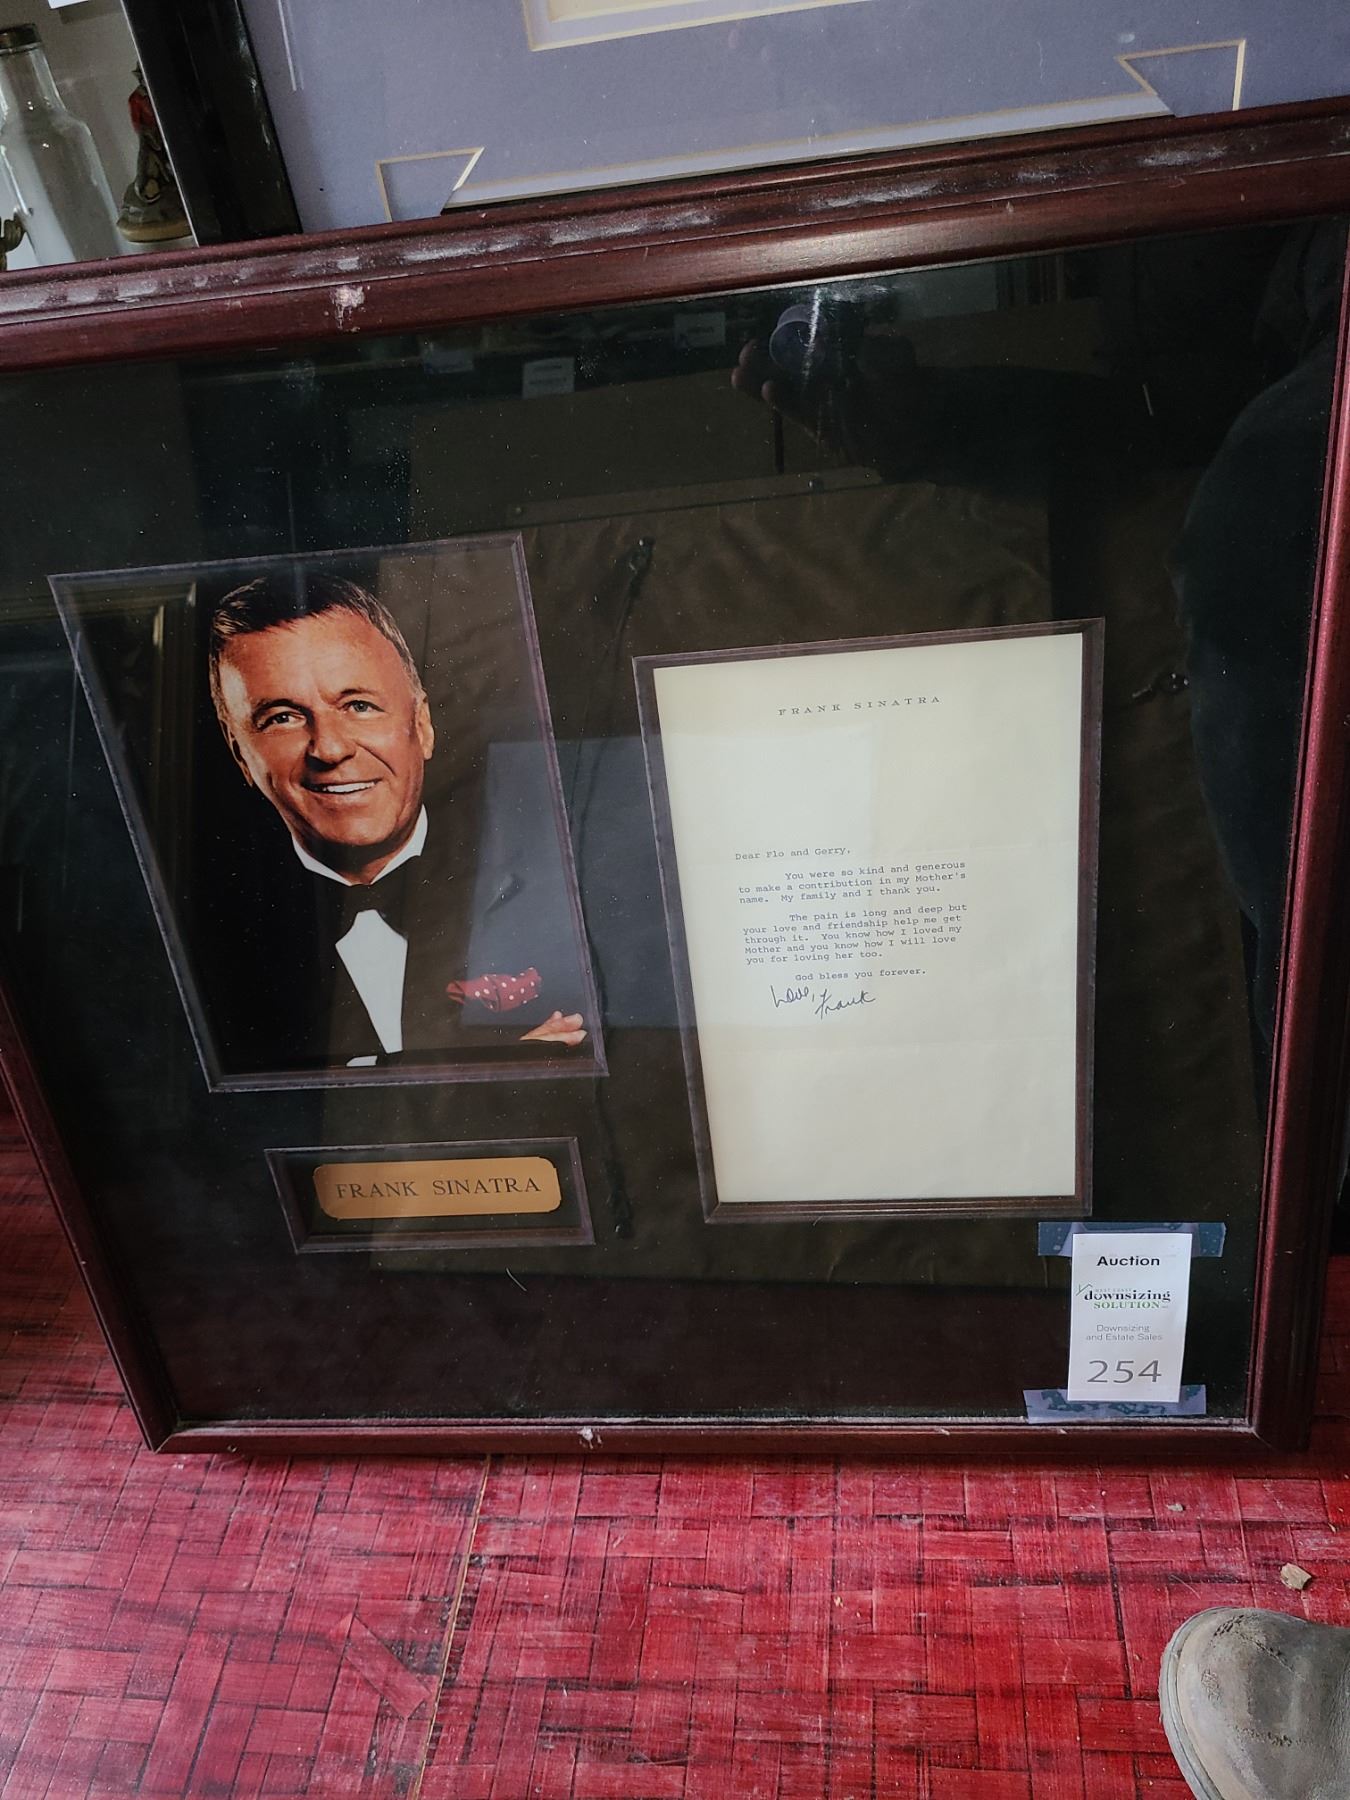 FRANK SINATRA
Dear Flo and Gerry,
You were so kind and generous
to make a contribution in my Mother's
name. My family and I thank you.
The pain is long and deep but
your love and friendship help me get
through it. You know how I loved my
Mother and you know how I will love
you for loving her too.
God bless you forever.
Love, Frank
FRANK SINATRA
Auction
WEST COAST
downsizing
SOLUTION
Downsizing
and Estate Sales
254